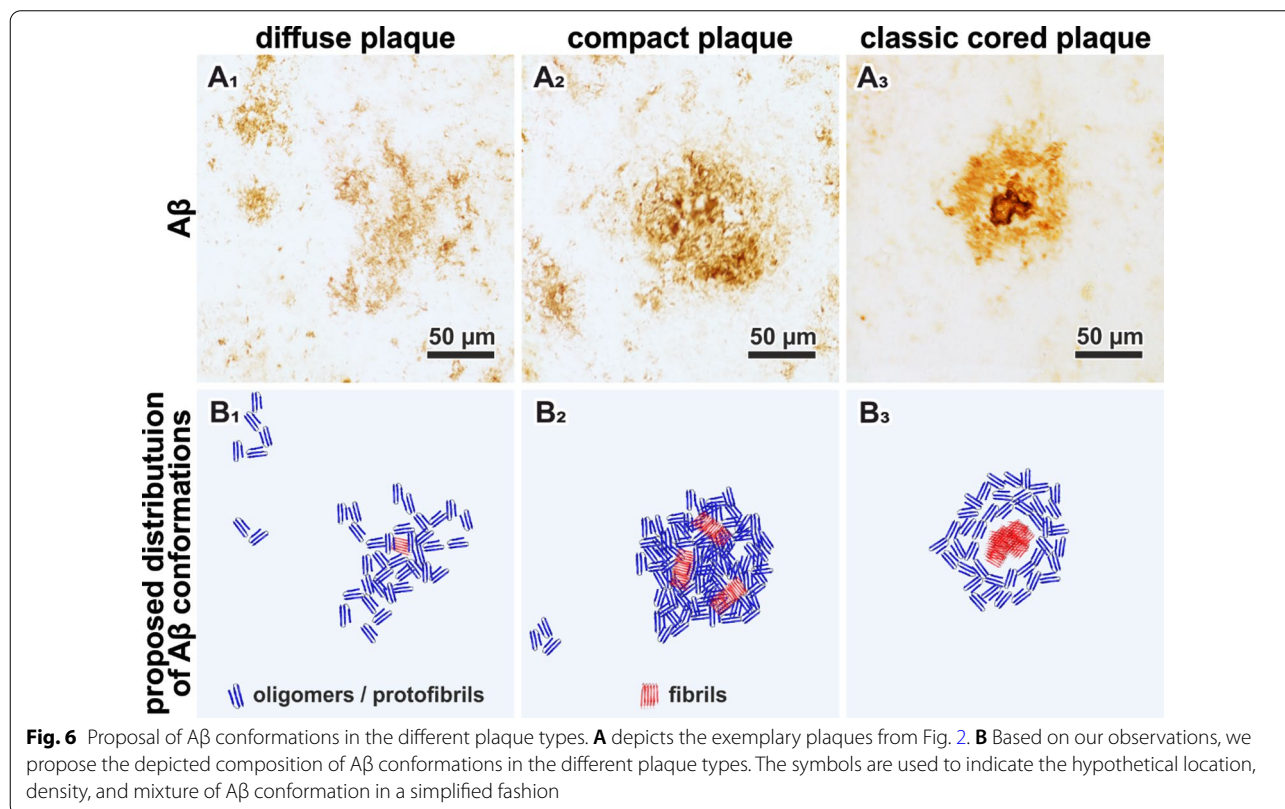 diffuse plaque
compact plaque
classic cored plaque
Aβ
A₁
50 µm
A₂
50 µm
A₃
50 µm
proposed distribtuion
of Aβ conformations
B₁
oligomers / protofibrils
B₂
fibrils
B₃
Fig. 6 Proposal of Aβ conformations in the different plaque types. A depicts the exemplary plaques from Fig. 2. B Based on our observations, we
propose the depicted composition of Aβ conformations in the different plaque types. The symbols are used to indicate the hypothetical location,
density, and mixture of Aβ conformation in a simplified fashion